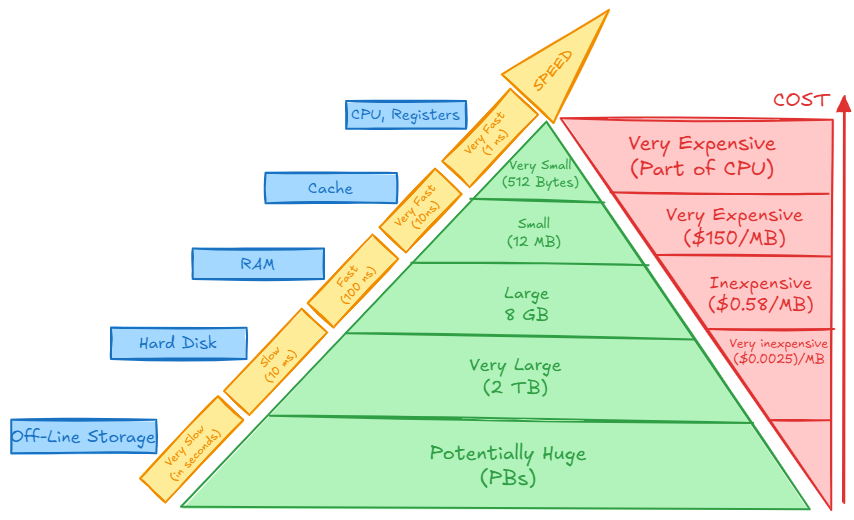 SPEED
COST
CPU, Registers
Very Fast
(1 ns)
Very Small
(512 Bytes)
Very Expensive
(Part of CPU)
Cache
Very Fast
(10ns)
Small
(12 MB)
Very Expensive
($150/MB)
RAM
Fast
(100 ns)
Large
8 GB
Inexpensive
($0.58/MB)
Hard Disk
Slow
(10 ms)
Very Large
(2 TB)
Very inexpensive
($0.0025)/MB
Off-Line Storage
Very Slow
(in seconds)
Potentially Huge
(PBs)